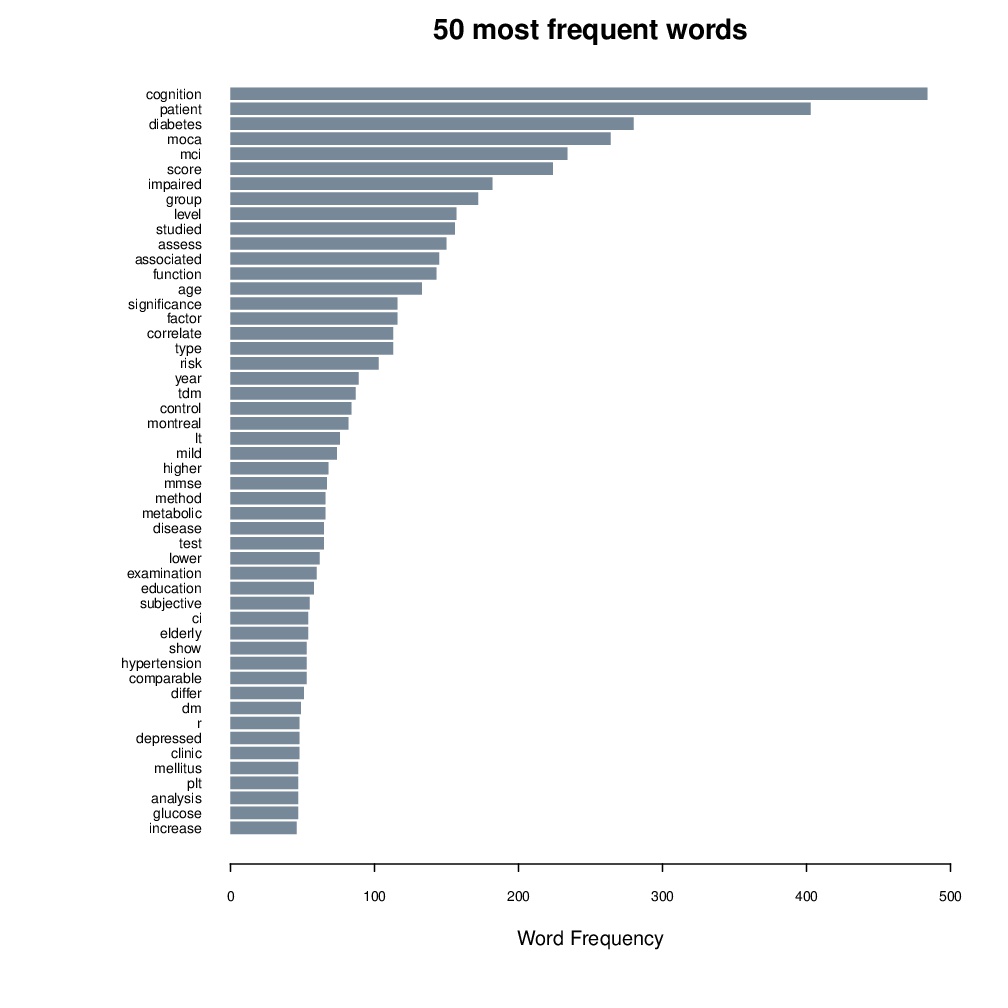 50 most frequent words
cognition
patient
diabetes
moca
mci
score
impaired
group
level
studied
assess
associated
function
age
significance
factor
correlate
type
risk
year
tdm
control
montreal
lt
mild
higher
mmse
method
metabolic
disease
test
lower
examination
education
subjective
ci
elderly
show
hypertension
comparable
differ
dm
r
depressed
clinic
mellitus
plt
analysis
glucose
increase
0 100 200 300 400 500
Word Frequency